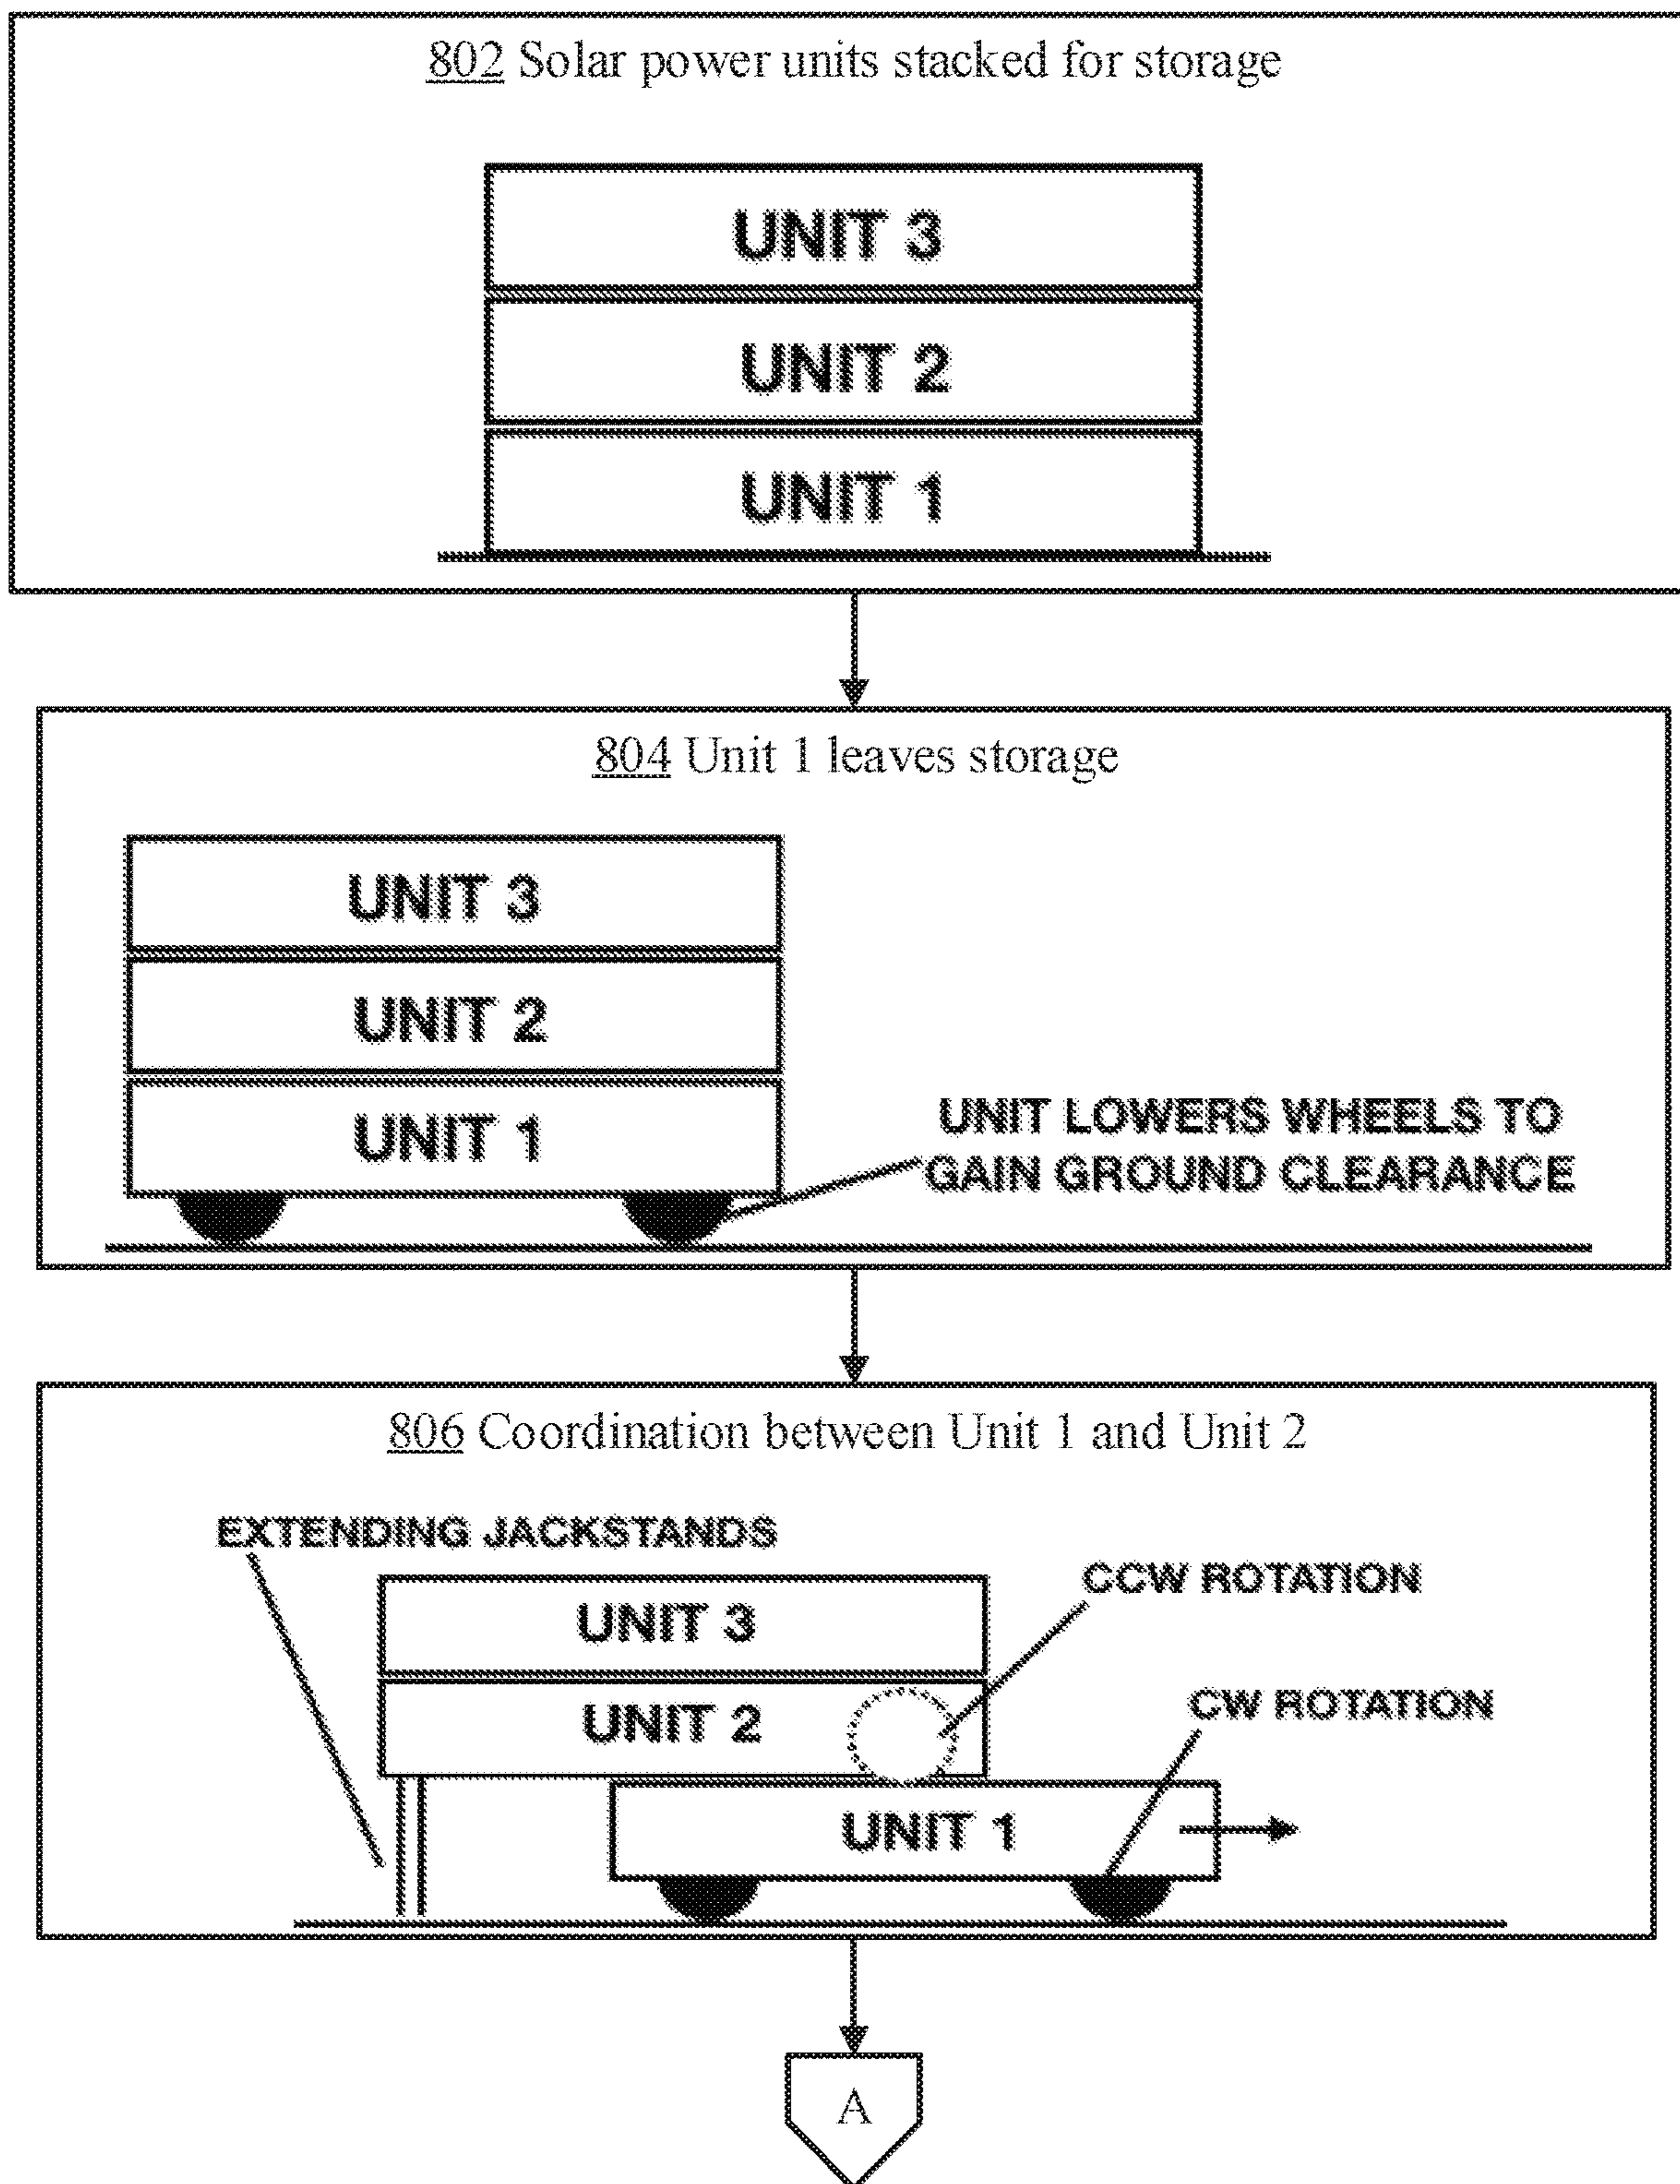 802 Solar power units stacked for storage
UNIT 3
UNIT 2
UNIT 1
804 Unit 1 leaves storage
UNIT 3
UNIT 2
UNIT 1
UNIT LOWERS WHEELS TO
GAIN GROUND CLEARANCE
806 Coordination between Unit 1 and Unit 2
EXTENDING JACKSTANDS
CCW ROTATION
UNIT 3
CW ROTATION
UNIT 2
UNIT 1
A